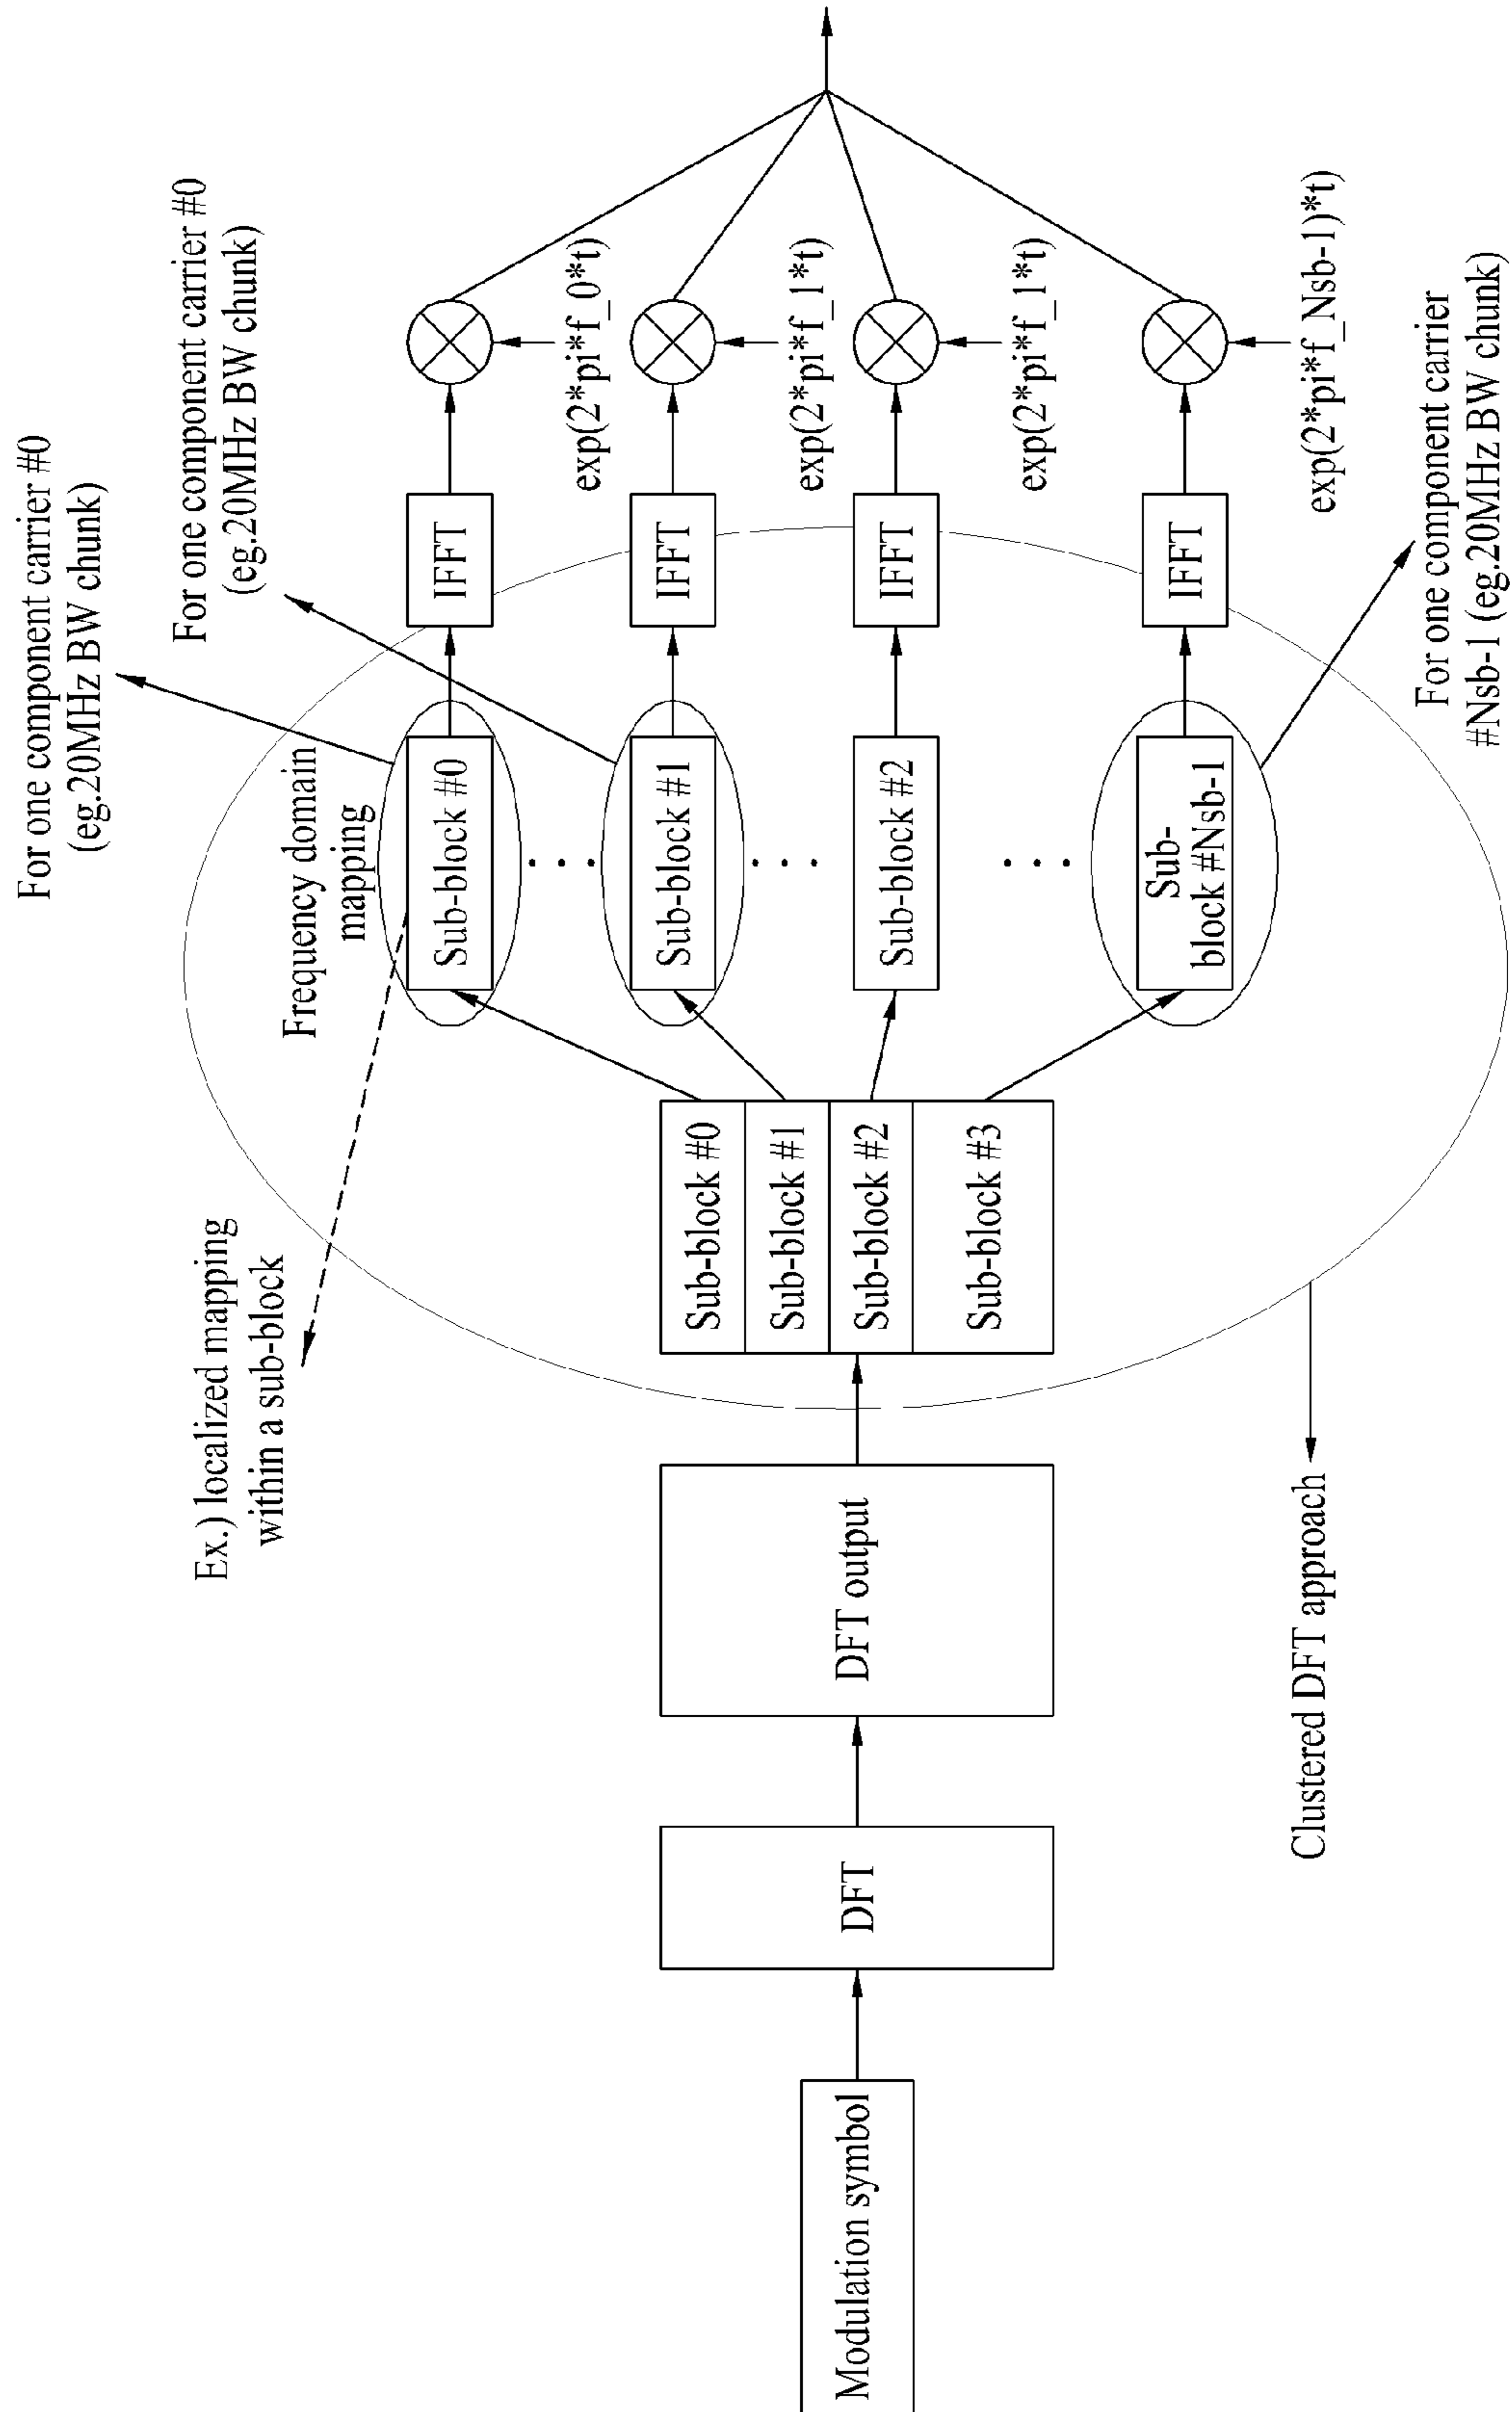 For one component carrier #0
(eg.20MHz BW chunk)
For one component carrier #0
(eg.20MHz BW chunk)
Ex.) localized mapping
within a sub-block
Frequency domain
mapping
Modulation symbol
DFT
DFT output
Sub-block #0
Sub-block #1
Sub-block #2
Sub-block #3
Sub-block #0
IFFT
exp(2*pi*f_0*t)
Sub-block #1
IFFT
exp(2*pi*f_1*t)
Sub-block #2
IFFT
exp(2*pi*f_1*t)
Sub-
block #Nsb-1
IFFT
exp(2*pi*f_Nsb-1)*t)
Clustered DFT approach
For one component carrier
#Nsb-1 (eg.20MHz BW chunk)